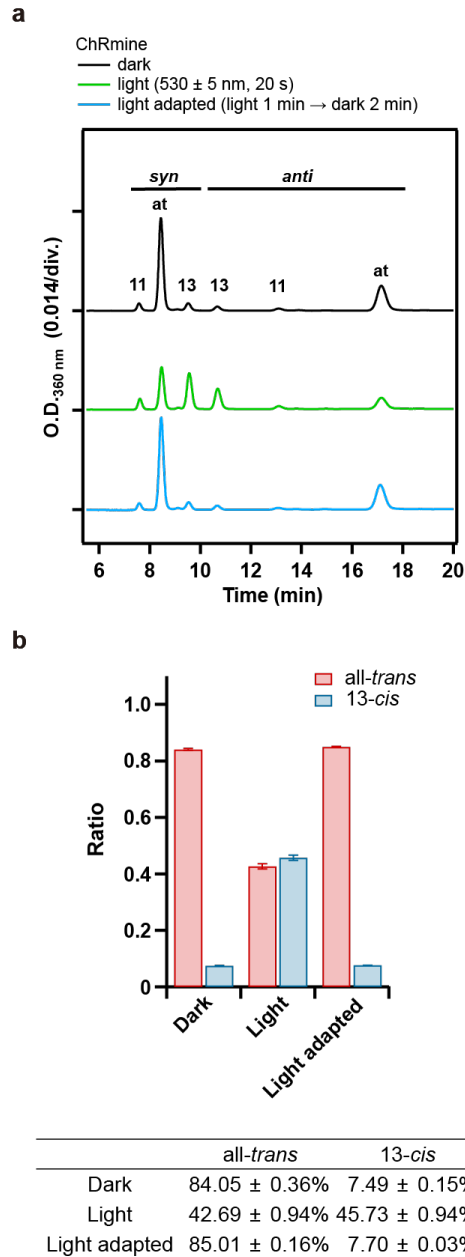 a
ChRmine
dark
light (530 ± 5 nm, 20 s)
light adapted (light 1 min → dark 2 min)
syn anti
at
11 13 13 11 at
O.D.360 nm (0.014/div.)
6 8 10 12 14 16 18 20
Time (min)
b
all-trans
13-cis
1.0
0.8
0.6
0.4
0.2
0
Ratio
Dark Light Light adapted
all-trans 13-cis
Dark 84.05 ± 0.36% 7.49 ± 0.15%
Light 42.69 ± 0.94% 45.73 ± 0.94%
Light adapted 85.01 ± 0.16% 7.70 ± 0.03%